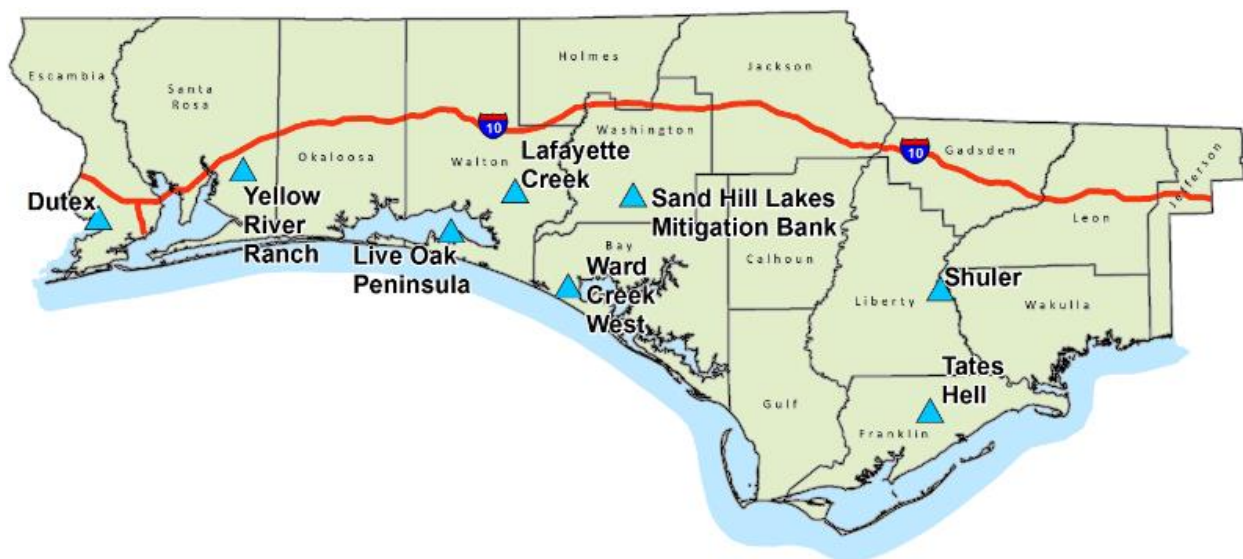 Escambia
Santa
Rosa
Okaloosa
Walton
Holmes
Washington
Jackson
Bay
Calhoun
Gulf
Liberty
Franklin
Gadsden
Leon
Wakulla
Jefferson
10
10
Dutex
Yellow
River
Ranch
Live Oak
Peninsula
Lafayette
Creek
Ward
Creek
West
Sand Hill Lakes
Mitigation Bank
Shuler
Tates
Hell